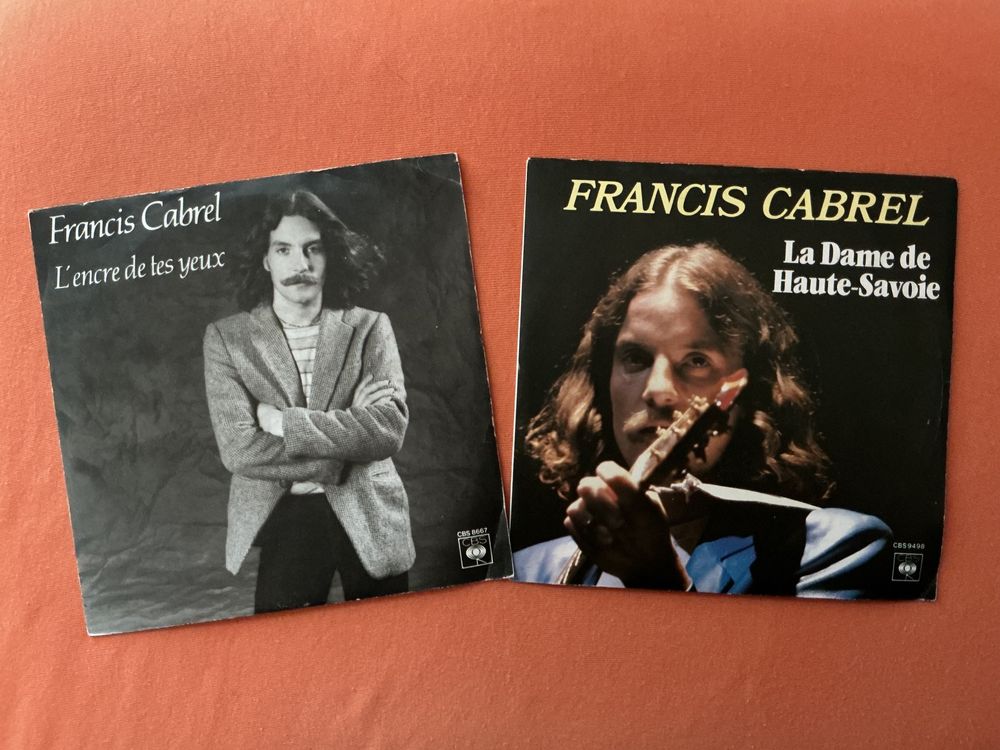 Francis Cabrel
L'encre de tes yeux
CBS 8667
CBS
FRANCIS CABREL
La Dame de
Haute-Savoie
CBS 9498
CBS